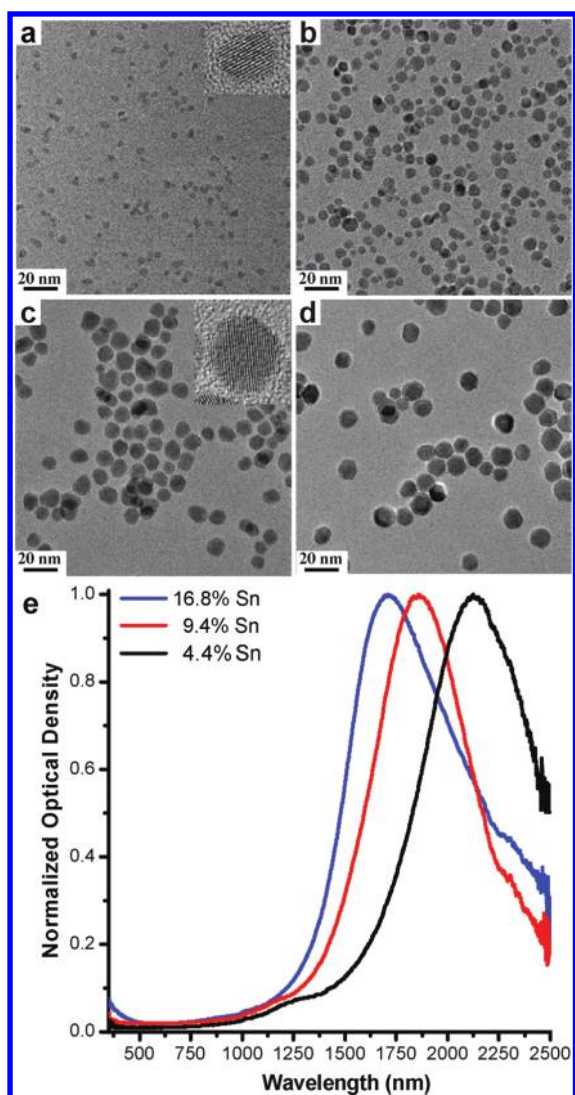 a
b
20 nm
20 nm
c
d
20 nm
20 nm
e
16.8% Sn
9.4% Sn
4.4% Sn
Normalized Optical Density
1.0
0.8
0.6
0.4
0.2
0.0
500 750 1000 1250 1500 1750 2000 2250 2500
Wavelength (nm)